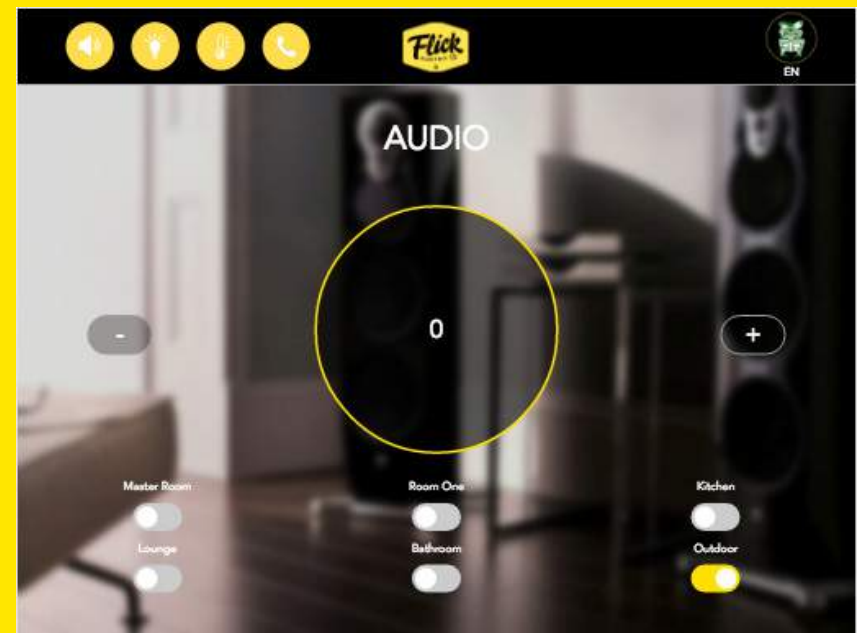 Flick
EN
AUDIO
-
0
+
Master Room
Room One
Kitchen
Lounge
Bathroom
Outdoor